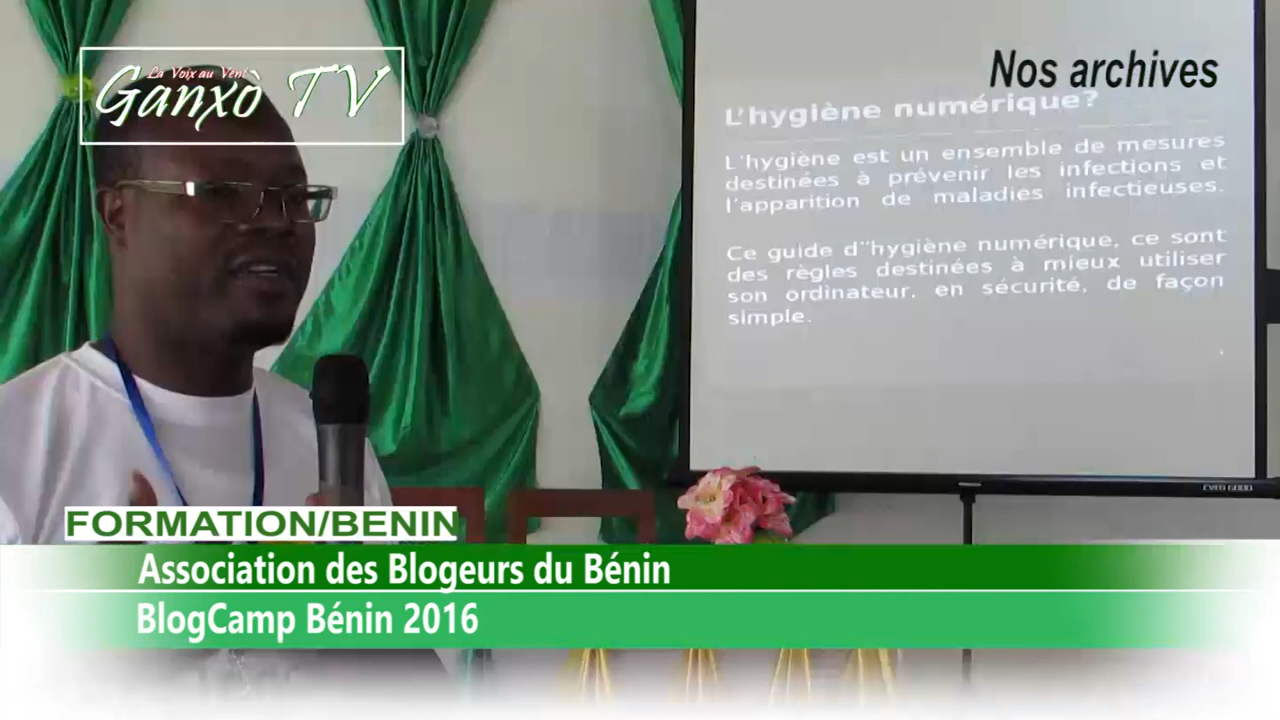 La Voix au Vent
Ganxò TV
Nos archives
L'hygiène numérique?
L'hygiène est un ensemble de mesures
destinées à prévenir les infections et
l'apparition de maladies infectieuses.
Ce guide d"hygiène numérique, ce sont
des règles destinées à mieux utiliser
son ordinateur, en sécurité, de façon
simple.
EVER GOOD
FORMATION/BENIN
Association des Blogeurs du Bénin
BlogCamp Bénin 2016